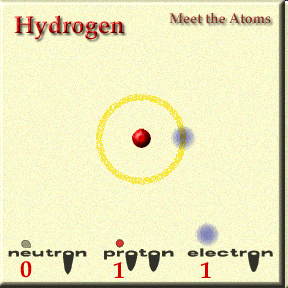 Hydrogen
Meet the Atoms
neutron proton electron
0 1 1